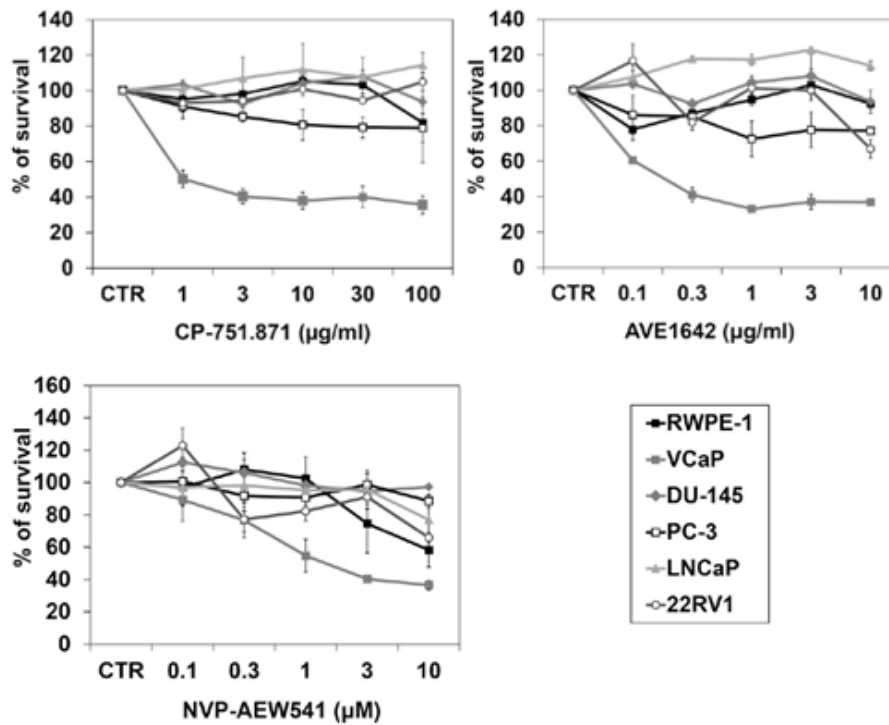 140
120
100
80
60
40
20
0
% of survival
CTR 1 3 10 30 100
CP-751.871 (µg/ml)
140
120
100
80
60
40
20
0
% of survival
CTR 0.1 0.3 1 3 10
AVE1642 (µg/ml)
160
140
120
100
80
60
40
20
0
% of survival
CTR 0.1 0.3 1 3 10
NVP-AEW541 (µM)
RWPE-1
VCaP
DU-145
PC-3
LNCaP
22RV1